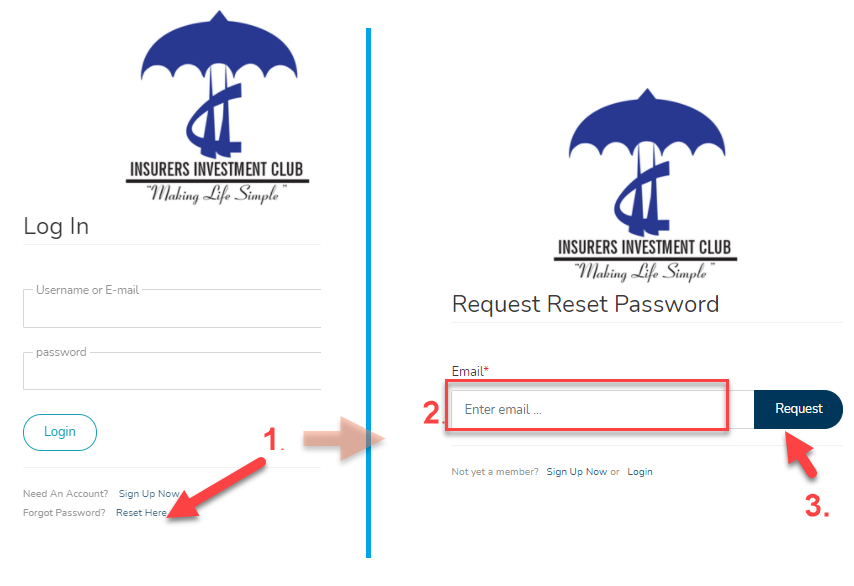 INSURERS INVESTMENT CLUB
"Making Life Simple"
Log In
Username or E-mail
password
Login
1.
Need An Account? Sign Up Now
Forgot Password? Reset Here
INSURERS INVESTMENT CLUB
"Making Life Simple"
Request Reset Password
Email*
2.
Enter email ...
Request
Not yet a member? Sign Up Now or Login
3.